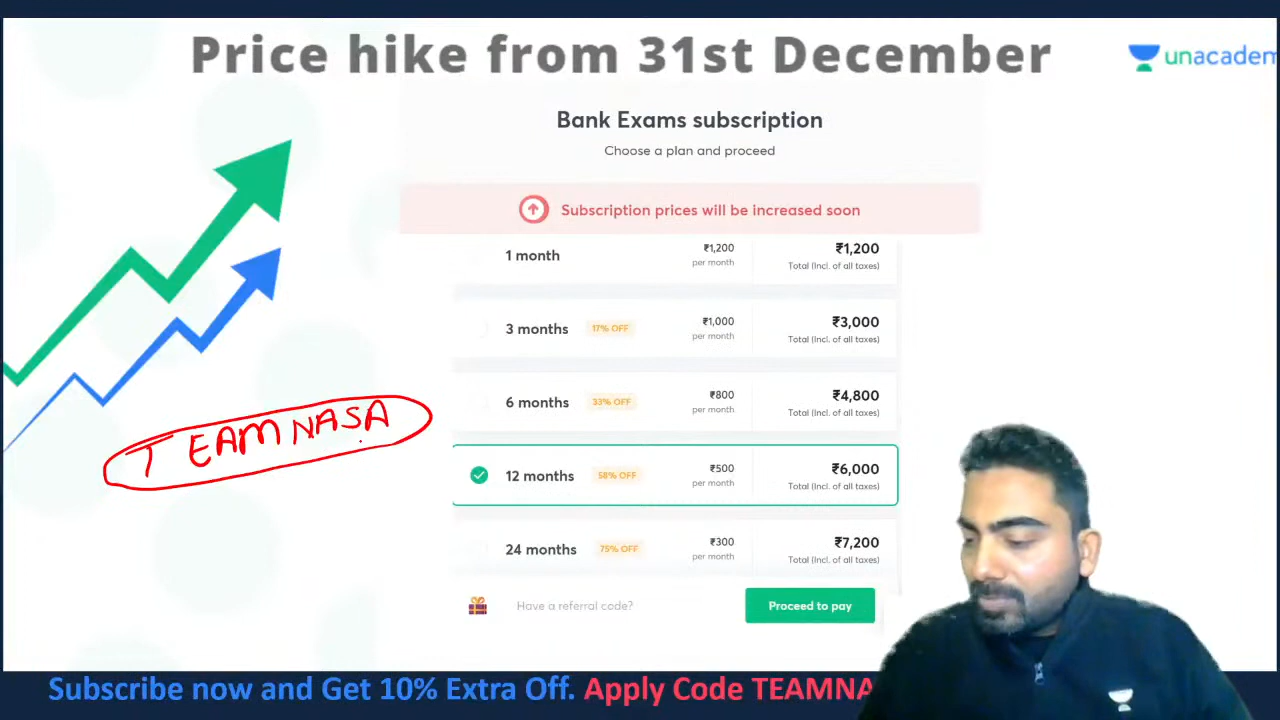 Price hike from 31st December
unacadem
Bank Exams subscription
Choose a plan and proceed
Subscription prices will be increased soon
1 month ₹1,200 per month ₹1,200 Total (Incl. of all taxes)
3 months 17% OFF ₹1,000 per month ₹3,000 Total (Incl. of all taxes)
6 months 33% OFF ₹800 per month ₹4,800 Total (Incl. of all taxes)
TEAMNASA
12 months 58% OFF ₹500 per month ₹6,000 Total (Incl. of all taxes)
24 months 75% OFF ₹300 per month ₹7,200 Total (Incl. of all taxes)
Have a referral code? Proceed to pay
Subscribe now and Get 10% Extra Off. Apply Code TEAMNA